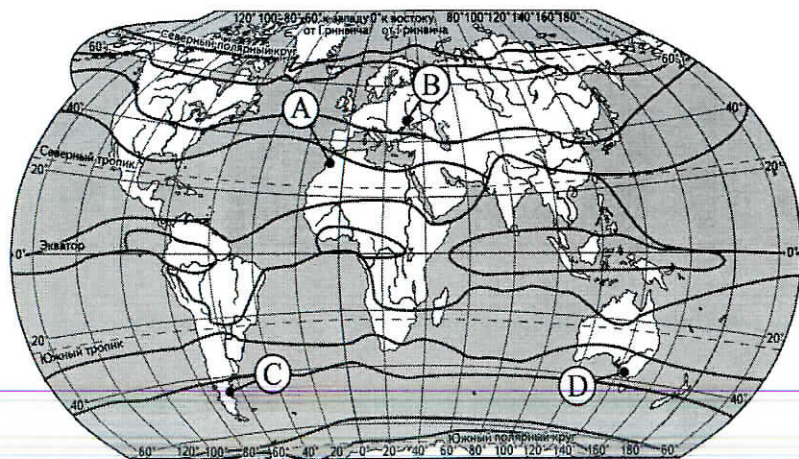 120° 100° 80° 60° к западу 0° к востоку 80° 100° 120° 140° 160° 180°
от Гринвича от Гринвича
Северный полярный круг
60°
60°
B
A
40°
40°
Северный тропик
20°
20°
Экватор
0°
0°
20°
20°
Южный тропик
C
D
40°
40°
Южный полярный круг
60° 120° 100° 80° 60° 40° 20° 0° 20° 40° 60° 80° 100° 120° 140° 160° 60°